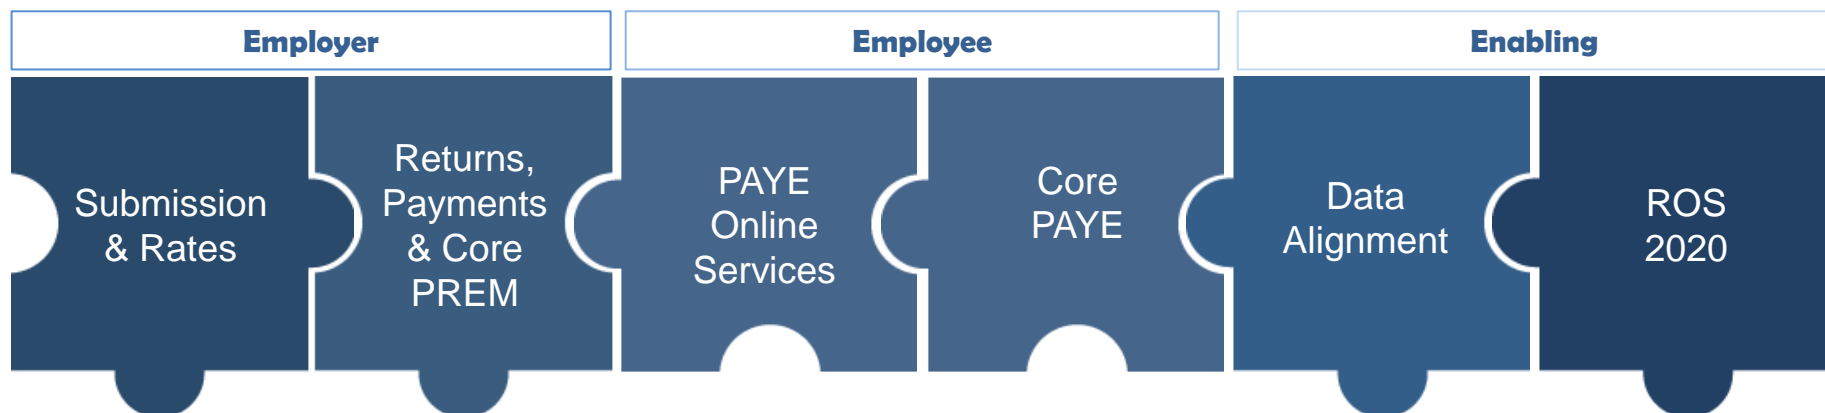 Employer
Employee
Enabling
Submission
& Rates
Returns,
Payments
& Core
PREM
PAYE
Online
Services
Core
PAYE
Data
Alignment
ROS
2020